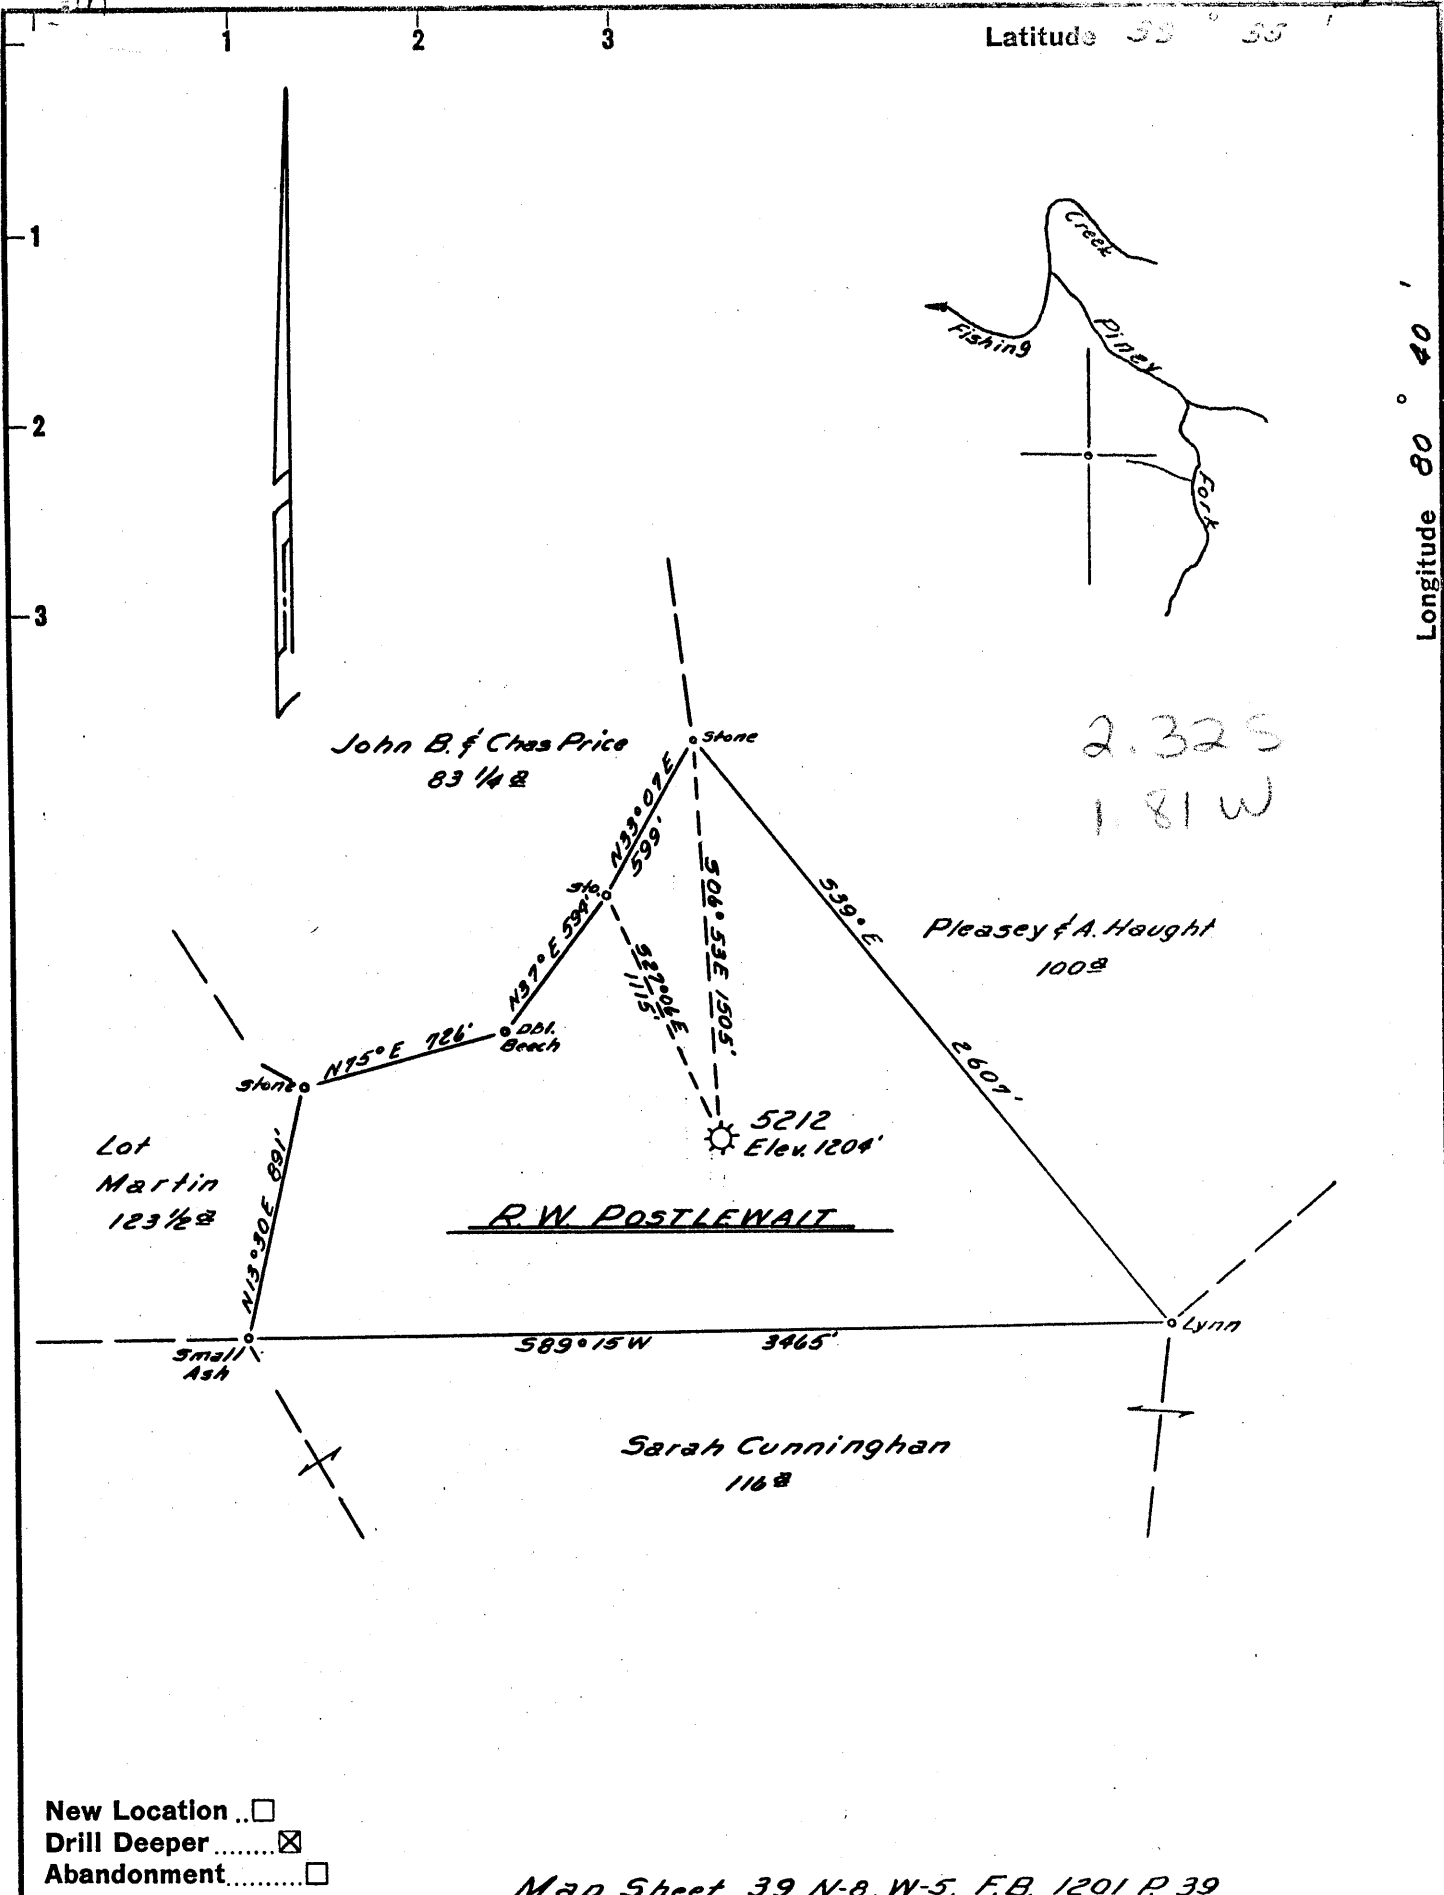 1 2 3
Latitude 39° 35'
1
2
3
Longitude 80° 40'
Creek
Fishing
Piney
Fork
2.32 S
1.81 W
John B. & Chas Price
83 1/4 a
Stone
N33°07E
599'
Sto.
N37°E 594'
S27°06E
1115'
S06°53E 1505'
S39°E
2607'
Pleasey & A. Haught
100 a
Dbl.
Beech
N75°E 726'
Stone
5212
Elev. 1204'
Lot
Martin
123 1/2 a
N13°30E 891'
R.W. POSTLEWAIT
Lynn
Small
Ash
S89°15W 3465'
Sarah Cunninghan
116 a
New Location ..☐
Drill Deeper ........☒
Abandonment..........☐
Map Sheet 39 N-8, W-5, F.B. 1201 P. 39